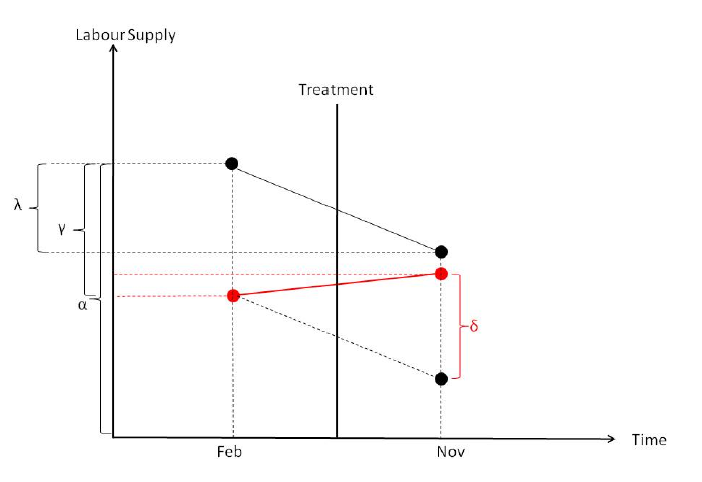 Labour Supply
Treatment
λ
γ
α
δ
Time
Feb
Nov